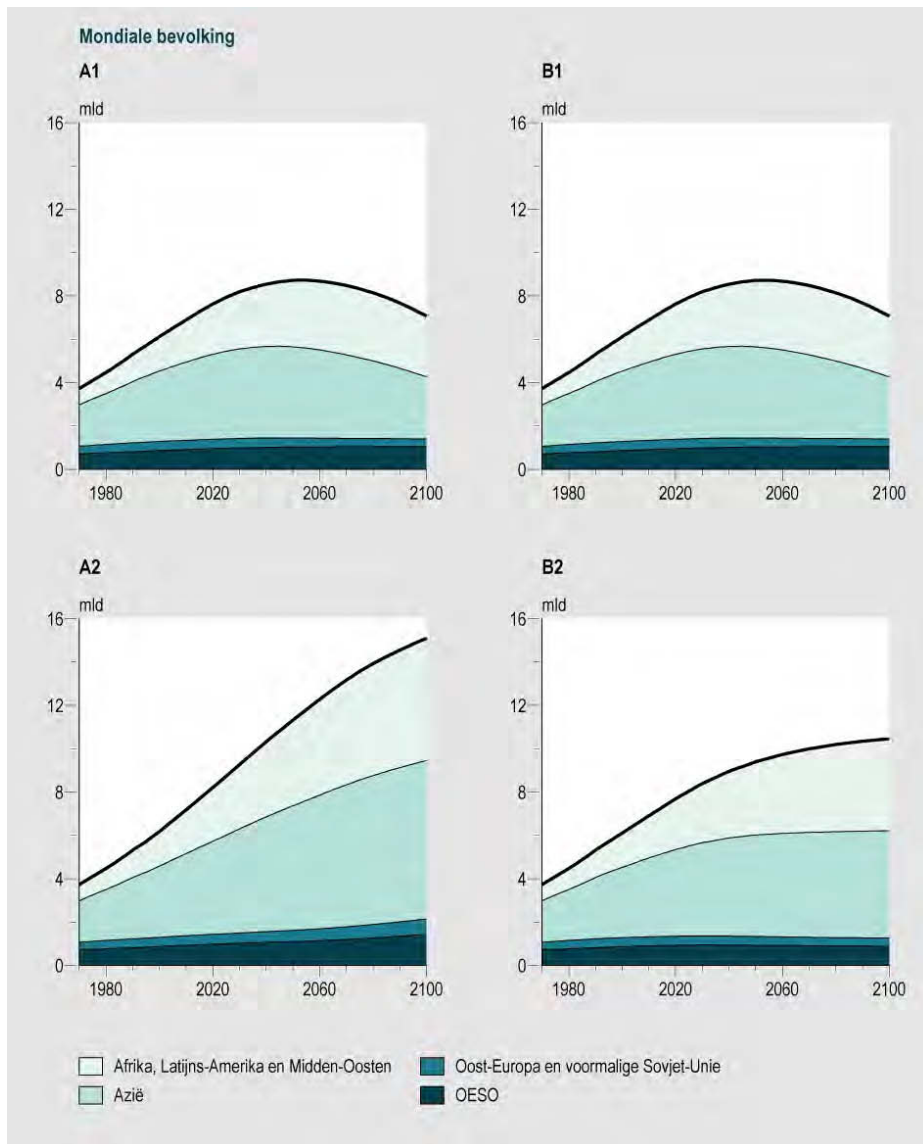 Mondiale bevolking
A1
mld
16
12
8
4
0
1980 2020 2060 2100
B1
mld
16
12
8
4
0
1980 2020 2060 2100
A2
mld
16
12
8
4
0
1980 2020 2060 2100
B2
mld
16
12
8
4
0
1980 2020 2060 2100
Afrika, Latijns-Amerika en Midden-Oosten
Azië
Oost-Europa en voormalige Sovjet-Unie
OESO